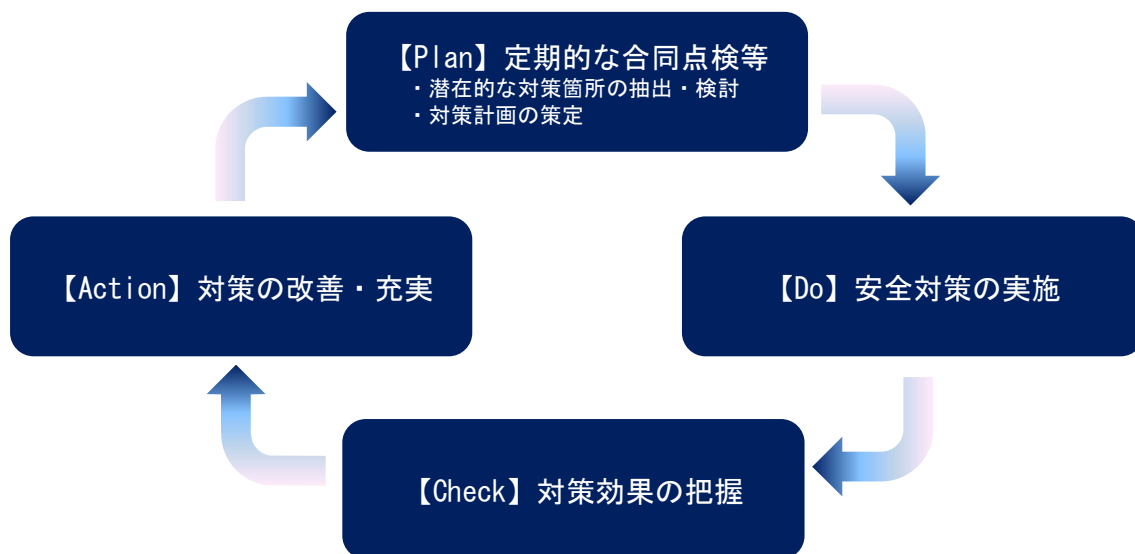 【Plan】定期的な合同点検等
・潜在的な対策箇所の抽出・検討
・対策計画の策定
【Action】対策の改善・充実
【Do】安全対策の実施
【Check】対策効果の把握